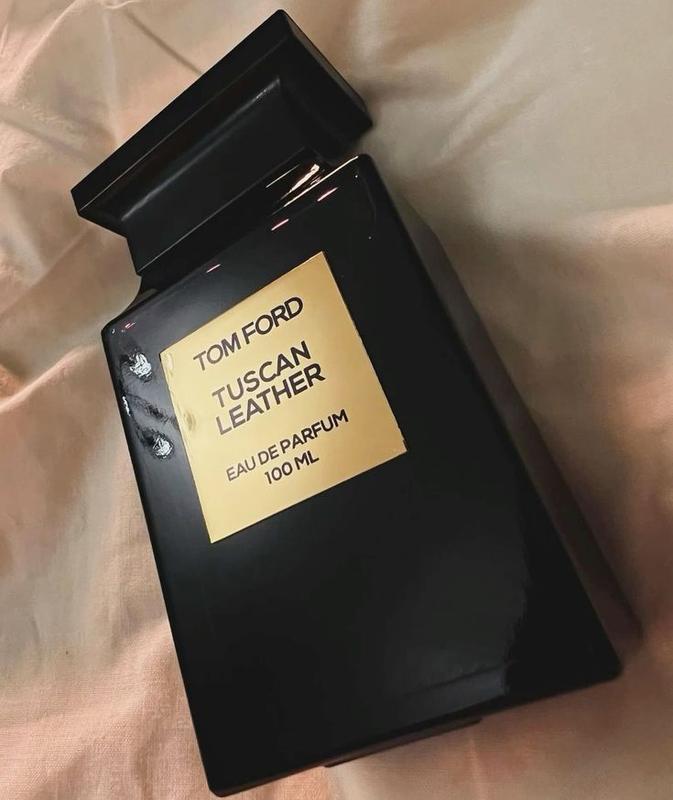 TOM FORD
TUSCAN
LEATHER
EAU DE PARFUM
100 ML